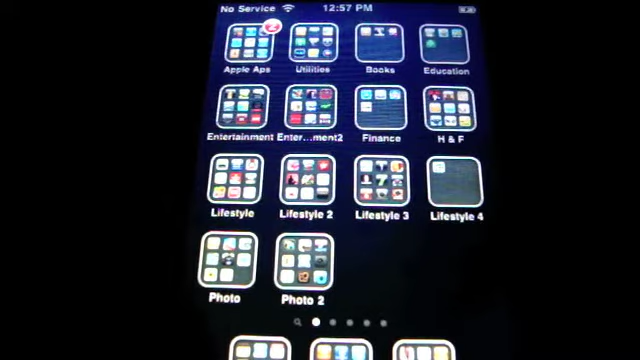 No Service 12:57 PM
2
Apple Aps Utilities Books Education
Entertainment Enter...ment2 Finance H & F
Lifestyle Lifestyle 2 Lifestyle 3 Lifestyle 4
Photo Photo 2